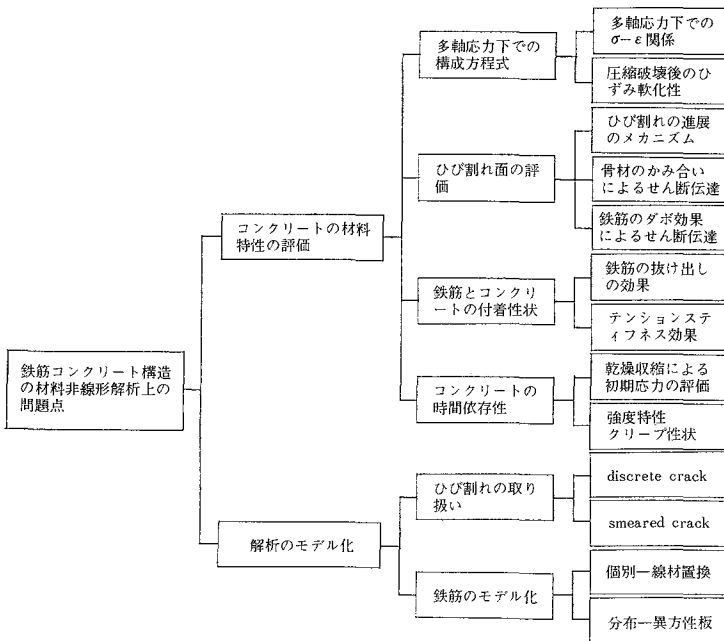 多軸応力下での
σ－ε関係
多軸応力下での
構成方程式
圧縮破壊後のひ
ずみ軟化性
ひび割れの進展
のメカニズム
ひび割れ面の評
価
骨材のかみ合い
によるせん断伝達
鉄筋のダボ効果
によるせん断伝達
コンクリートの材料
特性の評価
鉄筋の抜け出し
の効果
鉄筋とコンクリ
ートの付着性状
テンションステ
ィフネス効果
鉄筋コンクリート構造
の材料非線形解析上の
問題点
乾燥収縮による
初期応力の評価
コンクリートの
時間依存性
強度特性
クリープ性状
discrete crack
ひび割れの取り
扱い
smeared crack
解析のモデル化
個別―線材置換
鉄筋のモデル化
分布―異方性板